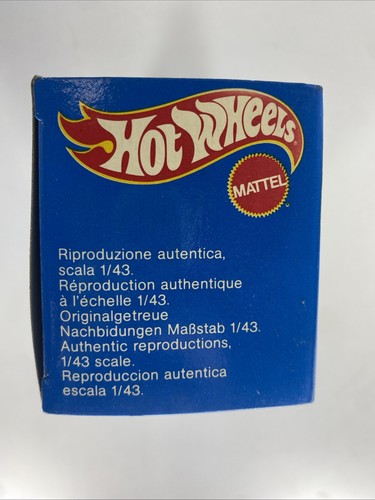 Hot Wheels
MATTEL
Riproduzione autentica,
scala 1/43.
Réproduction authentique
à l'échelle 1/43.
Originalgetreue
Nachbidungen Maßstab 1/43.
Authentic reproductions,
1/43 scale.
Reproduccion autentica
escala 1/43.